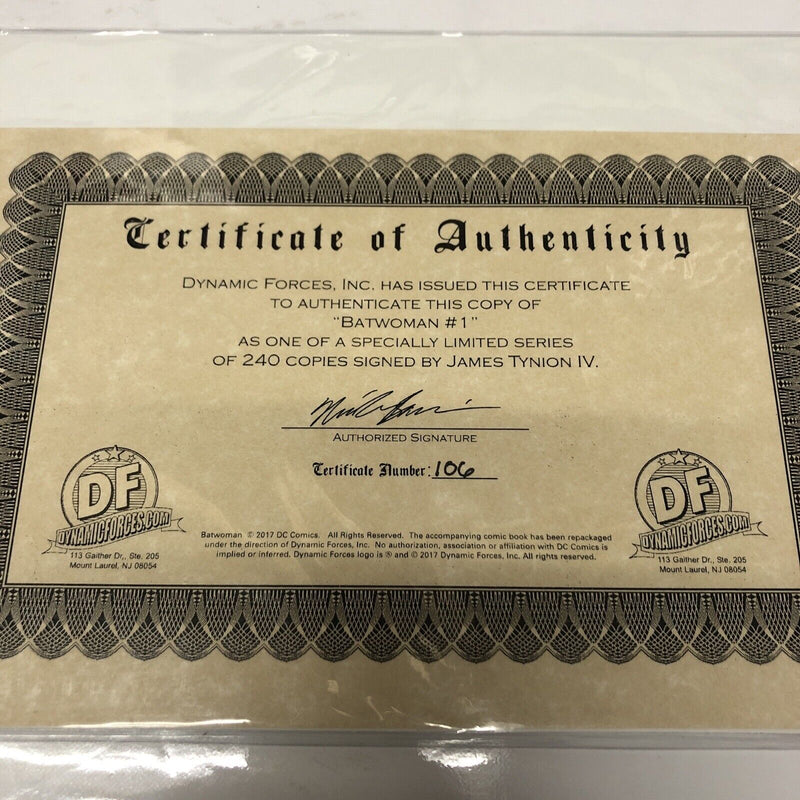 Certificate of Authenticity
DYNAMIC FORCES, INC. HAS ISSUED THIS CERTIFICATE
TO AUTHENTICATE THIS COPY OF
"BATWOMAN #1"
AS ONE OF A SPECIALLY LIMITED SERIES
OF 240 COPIES SIGNED BY JAMES TYNION IV.
AUTHORIZED SIGNATURE
Certificate Number: 106
DF
DYNAMICFORCES.COM
113 Gaither Dr., Ste. 205
Mount Laurel, NJ 08054
Batwoman © 2017 DC Comics. All Rights Reserved. The accompanying comic book has been repackaged
under the direction of Dynamic Forces, Inc. No authorization, association or affiliation with DC Comics is
implied or inferred. Dynamic Forces logo is ® and © 2017 Dynamic Forces, Inc. All rights reserved.
DF
DYNAMICFORCES.COM
113 Gaither Dr., Ste. 205
Mount Laurel, NJ 08054